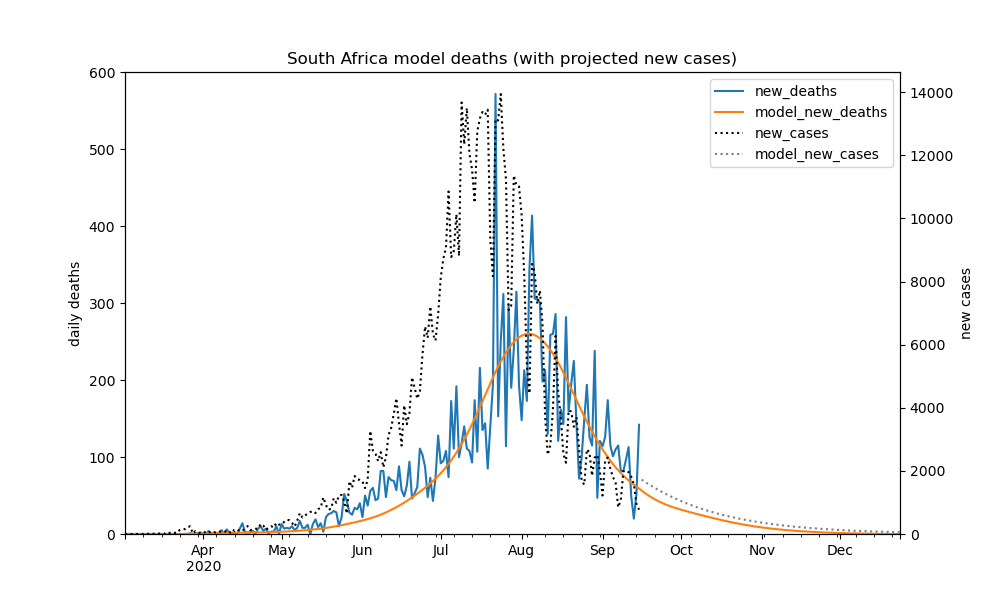 South Africa model deaths (with projected new cases)
600
500
400
300
200
100
0
daily deaths
new_deaths
model_new_deaths
new_cases
model_new_cases
14000
12000
10000
8000
6000
4000
2000
0
new cases
Apr May Jun Jul Aug Sep Oct Nov Dec
2020